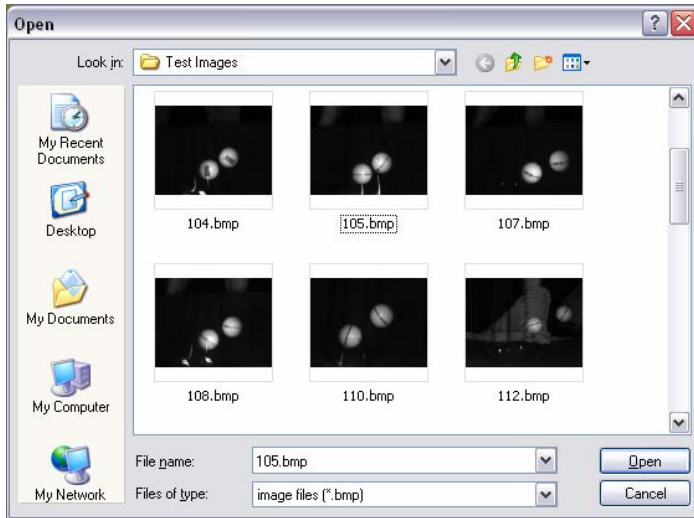 Open
Look in: Test Images
My Recent
Documents
Desktop
My Documents
My Computer
My Network
104.bmp 105.bmp 107.bmp
108.bmp 110.bmp 112.bmp
File name: 105.bmp Open
Files of type: image files (*.bmp) Cancel